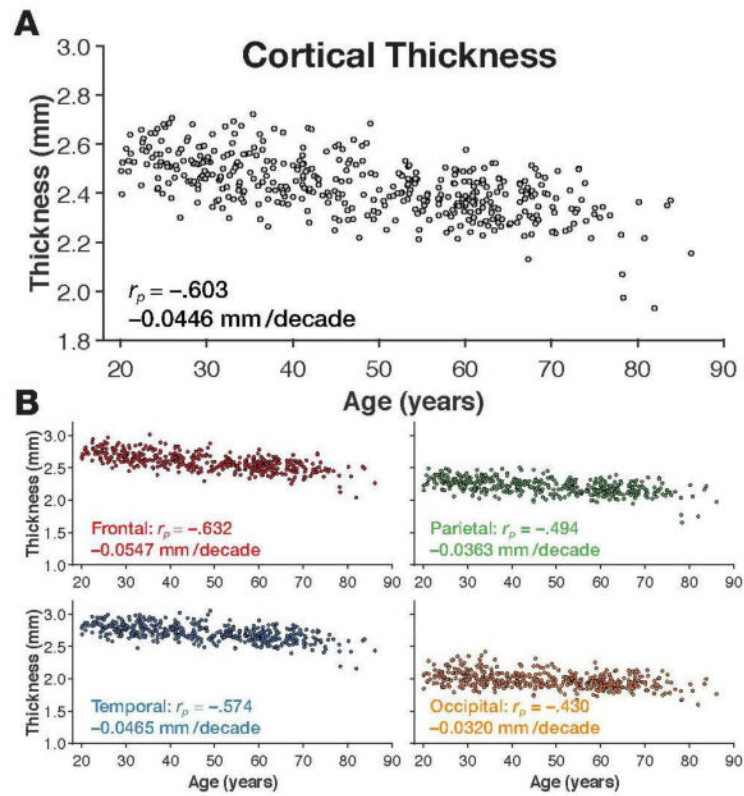 A
Cortical Thickness
3.0
2.8
2.6
2.4
2.2
2.0
1.8
Thickness (mm)
rp = –.603
–0.0446 mm/decade
20 30 40 50 60 70 80 90
Age (years)
B
3.0
2.5
2.0
1.5
1.0
Thickness (mm)
Frontal: rp = –.632
–0.0547 mm/decade
20 30 40 50 60 70 80 90
Parietal: rp = –.494
–0.0363 mm/decade
20 30 40 50 60 70 80 90
3.0
2.5
2.0
1.5
1.0
Thickness (mm)
Temporal: rp = –.574
–0.0465 mm/decade
20 30 40 50 60 70 80 90
Age (years)
Occipital: rp = –.430
–0.0320 mm/decade
20 30 40 50 60 70 80 90
Age (years)